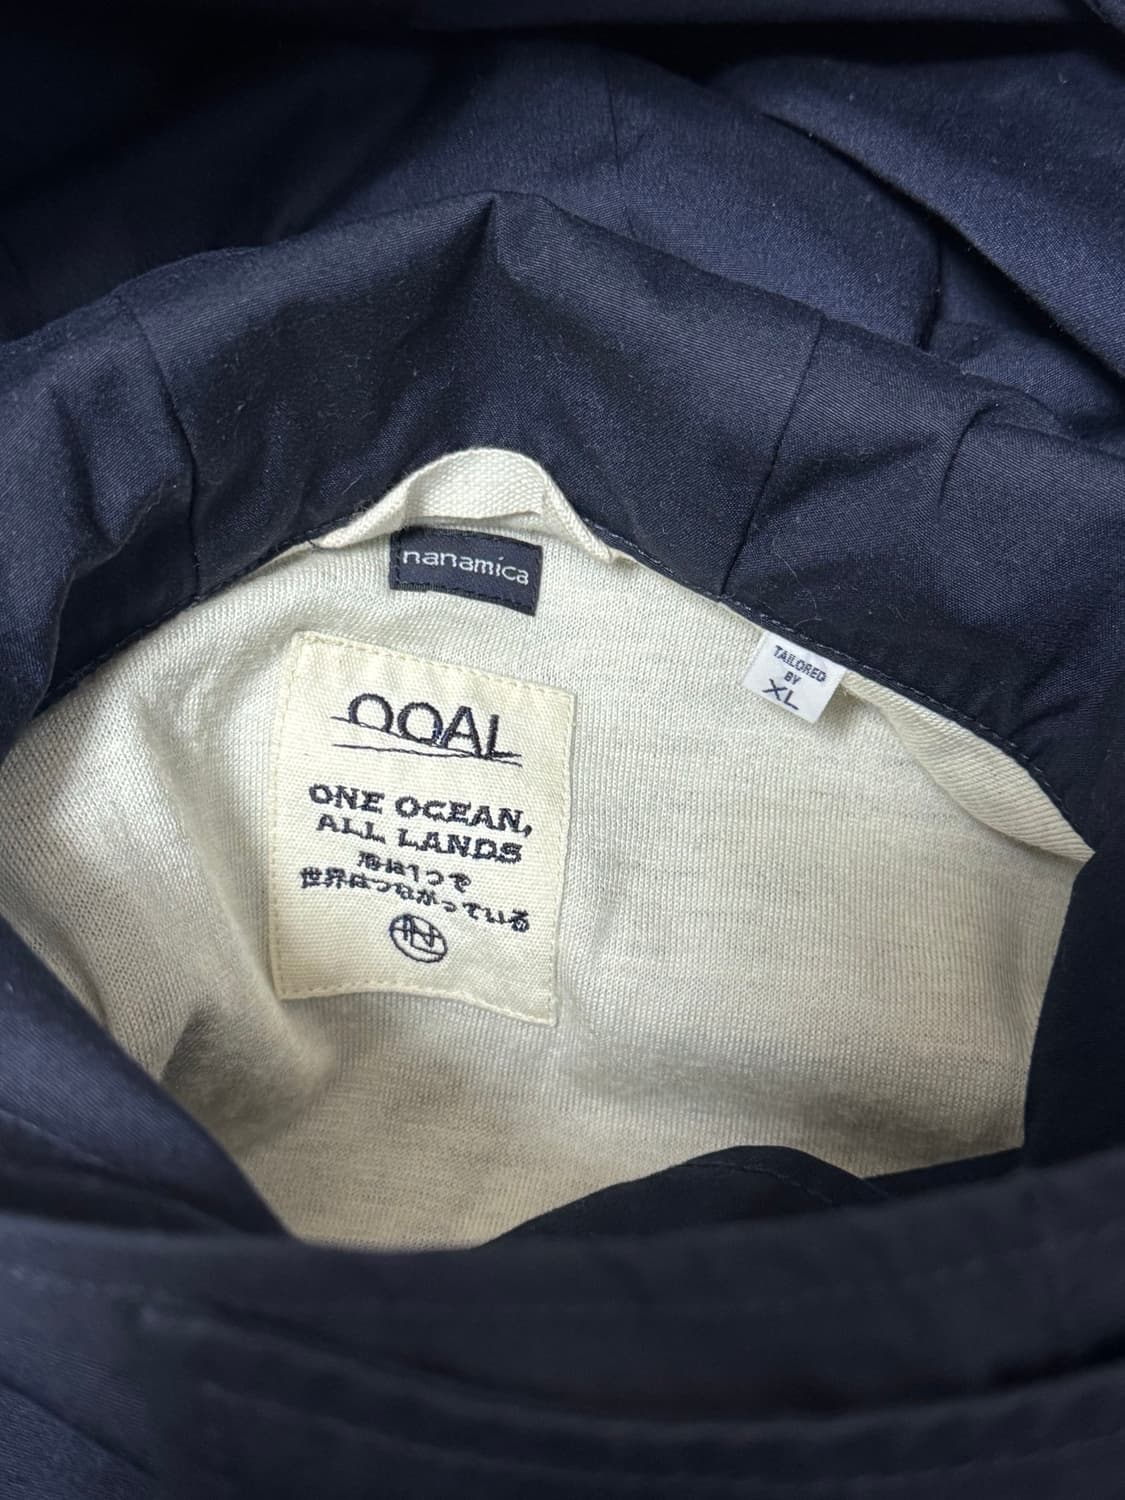 nanamica
TAILORED
BY
XL
OOAL
ONE OCEAN,
ALL LANDS
海は1つで
世界はつながっている
N